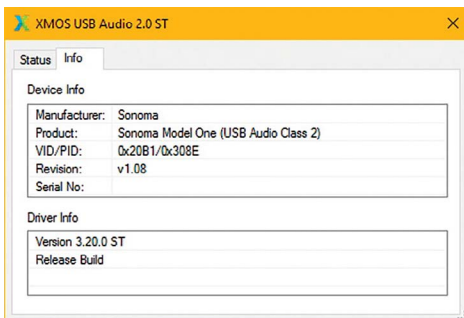 XMOS USB Audio 2.0 ST
Status Info
Device Info
Manufacturer: Sonoma
Product: Sonoma Model One (USB Audio Class 2)
VID/PID: 0x20B1/0x308E
Revision: v1.08
Serial No:
Driver Info
Version 3.20.0 ST
Release Build